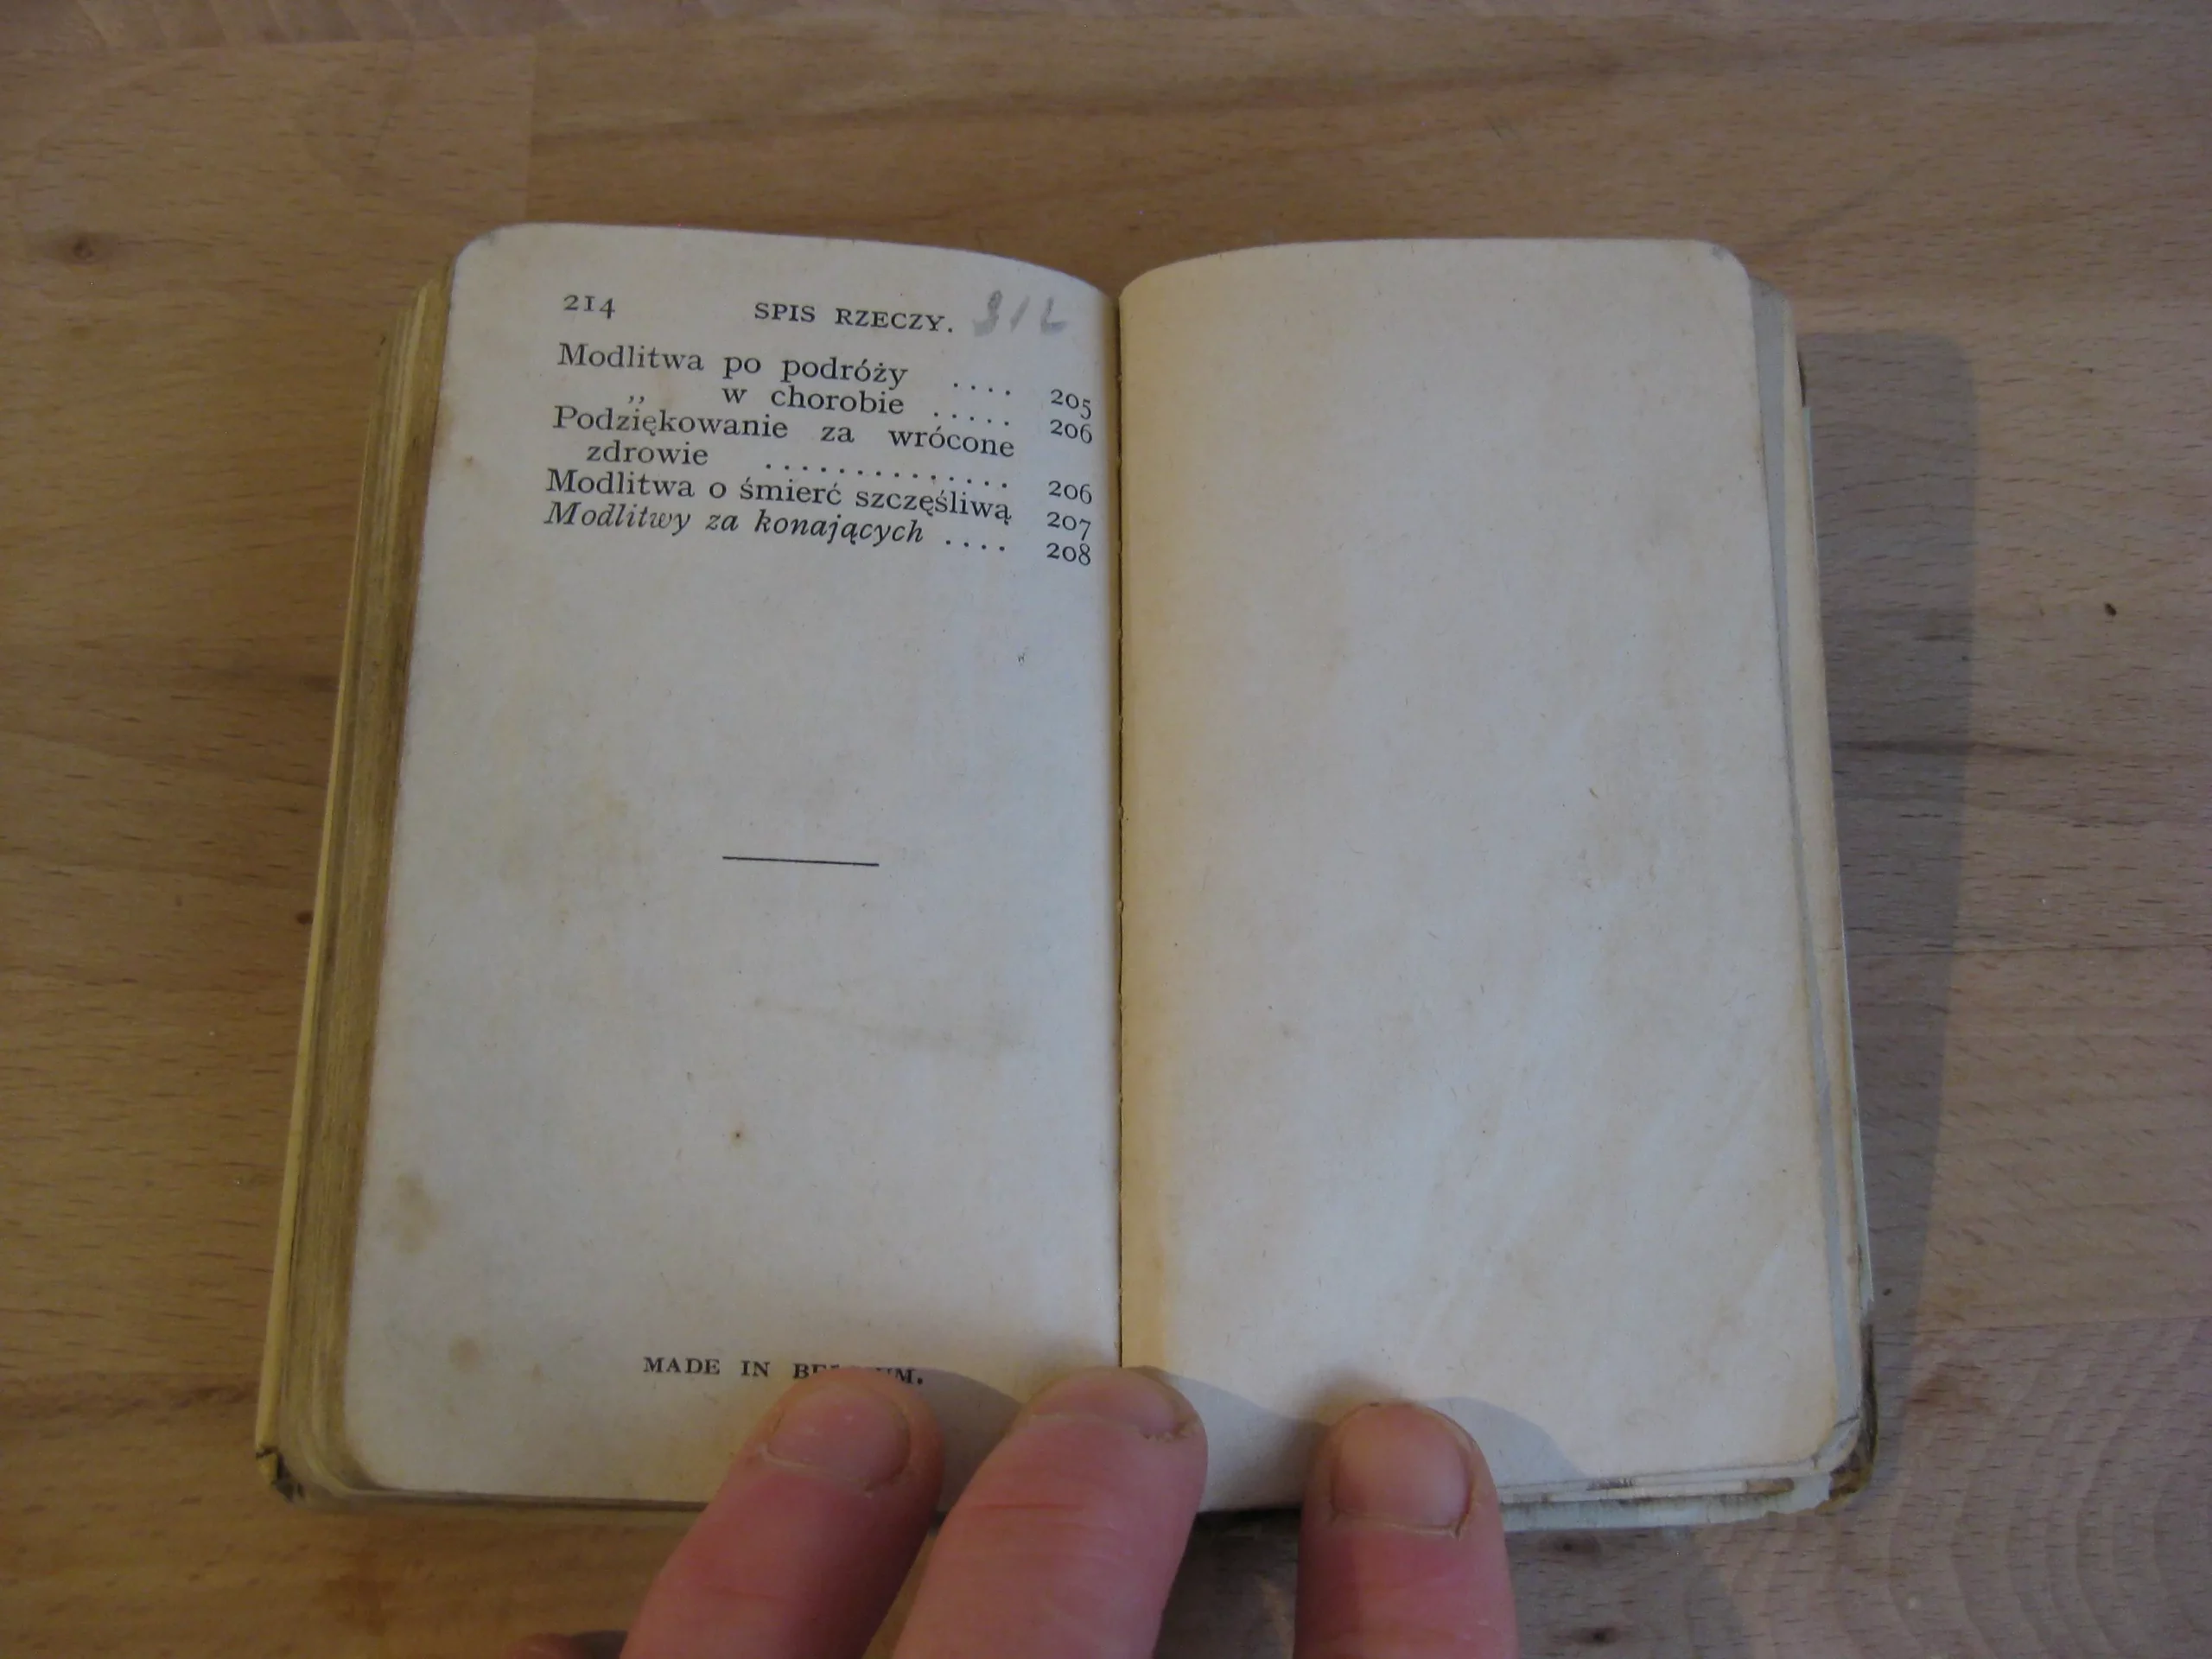 214 SPIS RZECZY. 312
Modlitwa po podróży .... 205
,, w chorobie ..... 206
Podziękowanie za wrócone
zdrowie .............. 206
Modlitwa o śmierć szczęśliwą 207
Modlitwy za konających .... 208
MADE IN